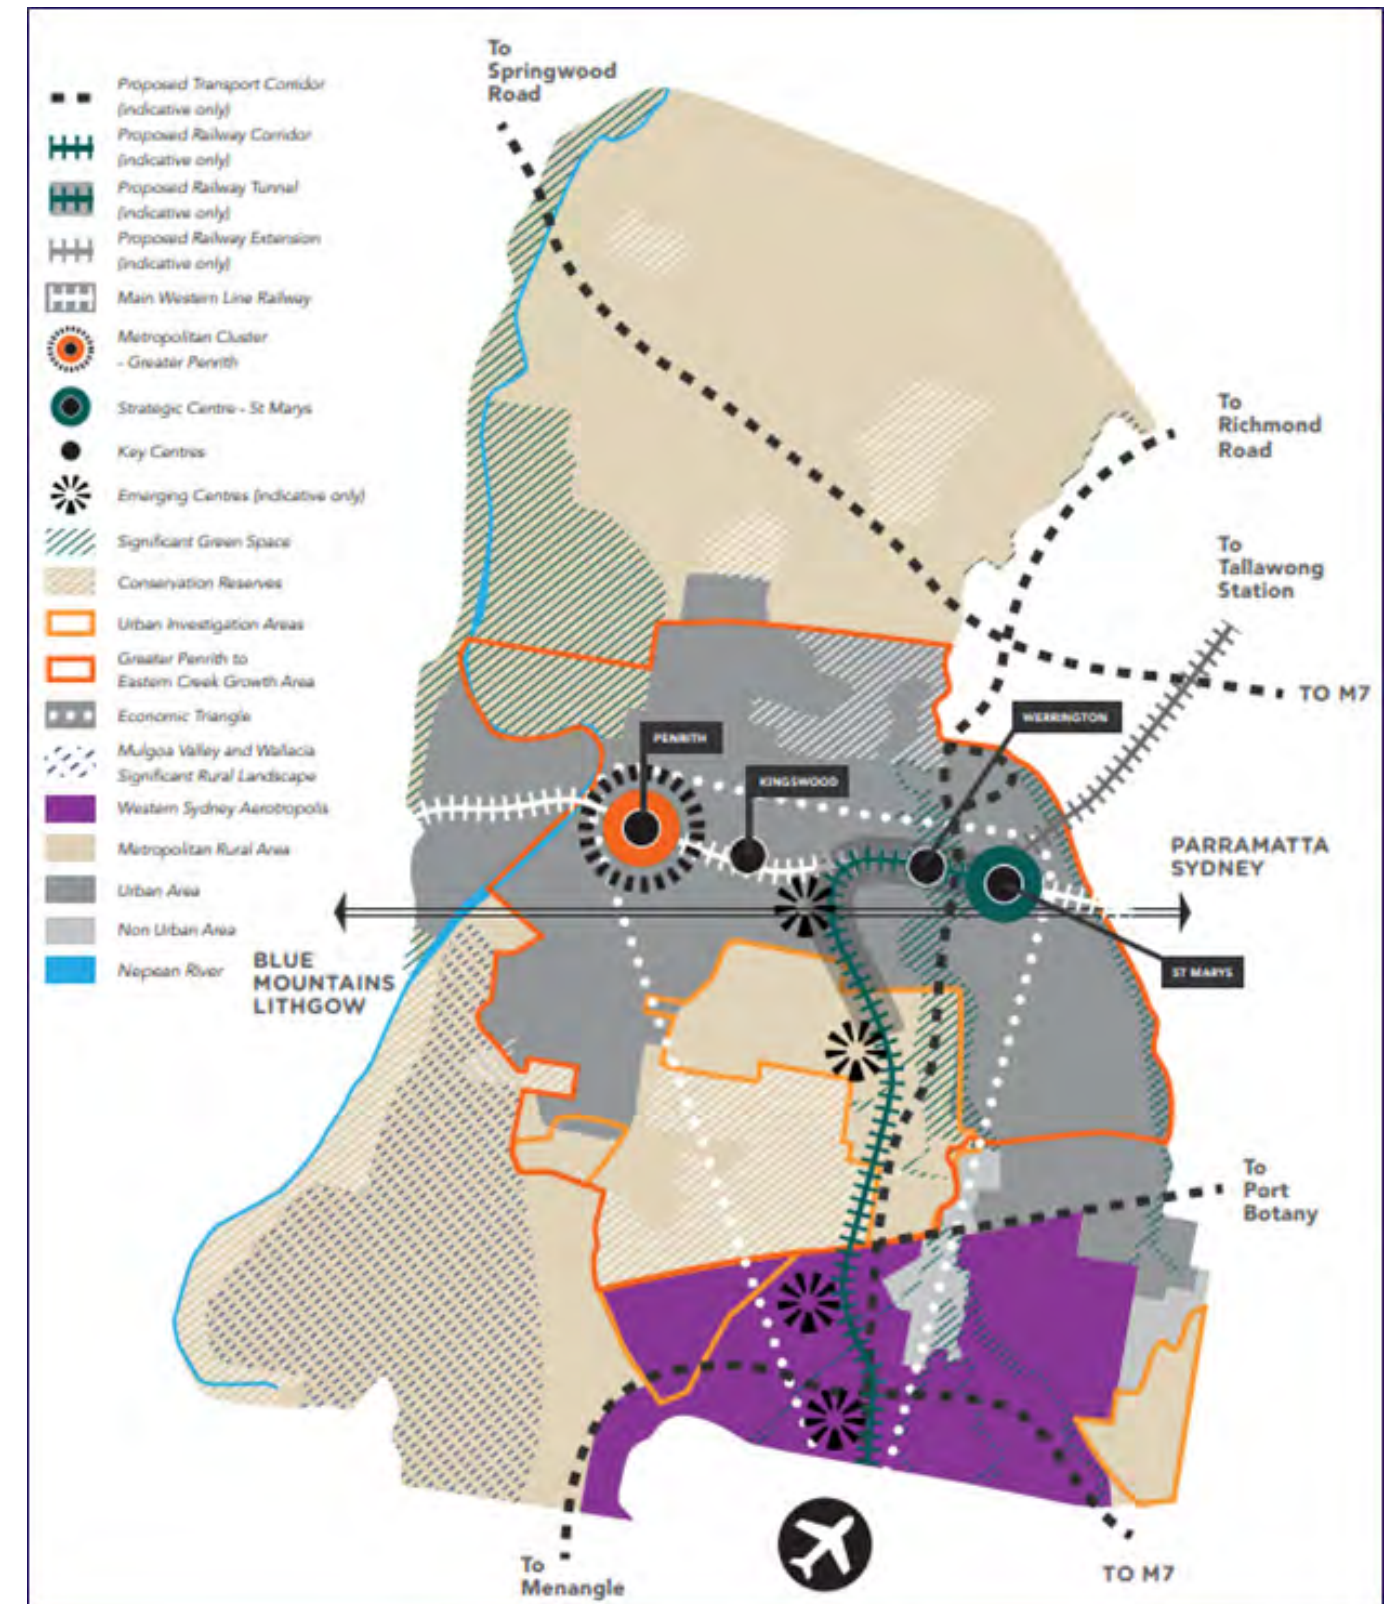 Proposed Transport Corridor
(indicative only)
Proposed Railway Corridor
(indicative only)
Proposed Railway Tunnel
(indicative only)
Proposed Railway Extension
(indicative only)
Main Western Line Railway
Metropolitan Cluster
- Greater Penrith
Strategic Centre - St Marys
Key Centres
Emerging Centres (indicative only)
Significant Green Space
Conservation Reserves
Urban Investigation Areas
Greater Penrith to
Eastern Creek Growth Area
Economic Triangle
Mulgoa Valley and Wallacia
Significant Rural Landscape
Western Sydney Aerotropolis
Metropolitan Rural Area
Urban Area
Non Urban Area
Nepean River
To
Springwood
Road
To
Richmond
Road
To
Tallawong
Station
TO M7
WERRINGTON
PENRITH
KINGSWOOD
PARRAMATTA
SYDNEY
ST MARYS
BLUE
MOUNTAINS
LITHGOW
To
Port
Botany
To
Menangle
TO M7